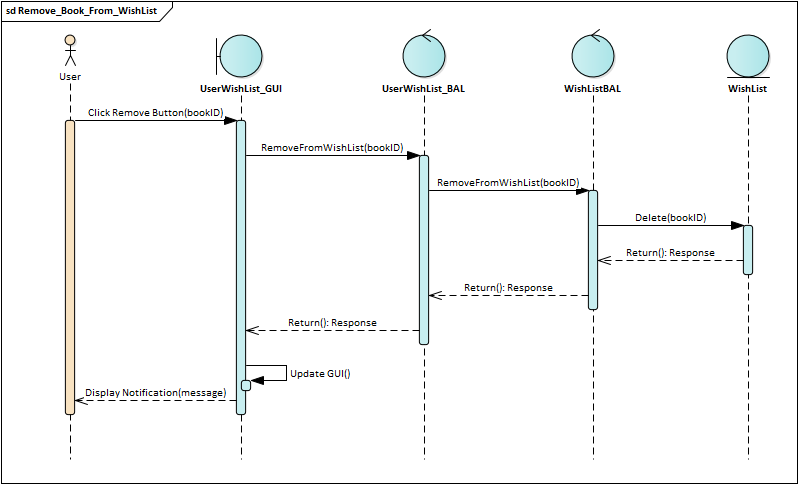 sd Remove_Book_From_WishList
User
UserWishList_GUI
UserWishList_BAL
WishListBAL
WishList
Click Remove Button(bookID)
RemoveFromWishList(bookID)
RemoveFromWishList(bookID)
Delete(bookID)
Return(): Response
Return(): Response
Return(): Response
Update GUI()
Display Notification(message)